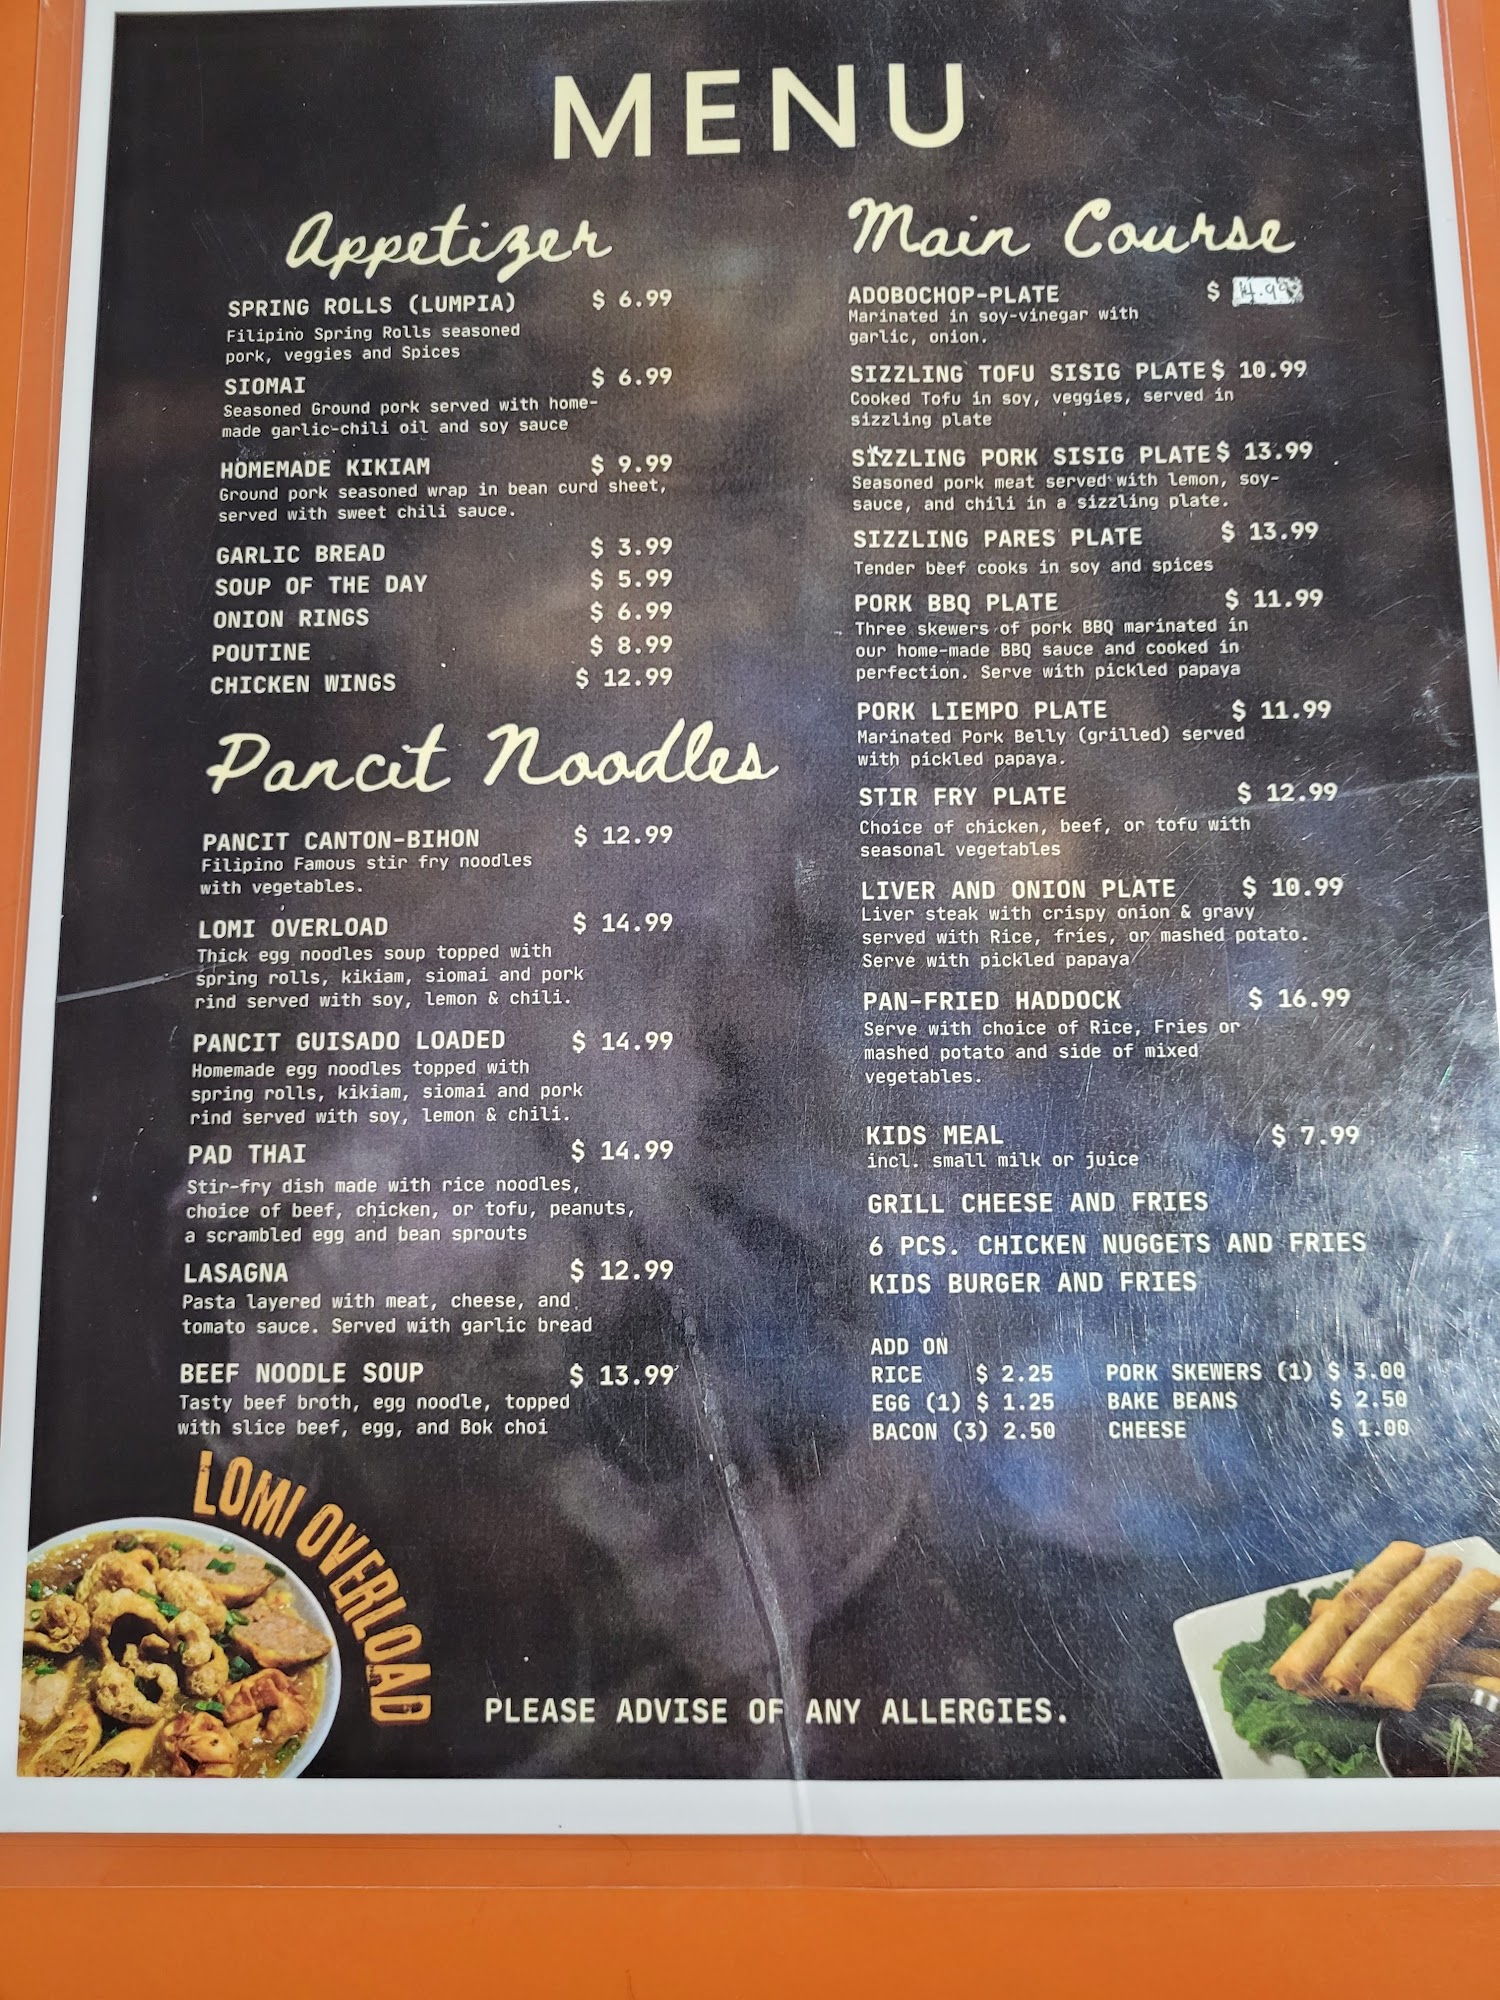 MENU
Appetizer
SPRING ROLLS (LUMPIA) $ 6.99
Filipino Spring Rolls seasoned
pork, veggies and Spices
SIOMAI $ 6.99
Seasoned Ground pork served with home-
made garlic-chili oil and soy sauce
HOMEMADE KIKIAM $ 9.99
Ground pork seasoned wrap in bean curd sheet,
served with sweet chili sauce.
GARLIC BREAD $ 3.99
SOUP OF THE DAY $ 5.99
ONION RINGS $ 6.99
POUTINE $ 8.99
CHICKEN WINGS $ 12.99
Pancit Noodles
PANCIT CANTON-BIHON $ 12.99
Filipino Famous stir fry noodles
with vegetables.
LOMI OVERLOAD $ 14.99
Thick egg noodles soup topped with
spring rolls, kikiam, siomai and pork
rind served with soy, lemon & chili.
PANCIT GUISADO LOADED $ 14.99
Homemade egg noodles topped with
spring rolls, kikiam, siomai and pork
rind served with soy, lemon & chili.
PAD THAI $ 14.99
Stir-fry dish made with rice noodles,
choice of beef, chicken, or tofu, peanuts,
a scrambled egg and bean sprouts
LASAGNA $ 12.99
Pasta layered with meat, cheese, and
tomato sauce. Served with garlic bread
BEEF NOODLE SOUP $ 13.99
Tasty beef broth, egg noodle, topped
with slice beef, egg, and Bok choi
LOMI OVERLOAD
Main Course
ADOBOCHOP-PLATE $ 14.99
Marinated in soy-vinegar with
garlic, onion.
SIZZLING TOFU SISIG PLATE $ 10.99
Cooked Tofu in soy, veggies, served in
sizzling plate
SIZZLING PORK SISIG PLATE $ 13.99
Seasoned pork meat served with lemon, soy-
sauce, and chili in a sizzling plate.
SIZZLING PARES PLATE $ 13.99
Tender beef cooks in soy and spices
PORK BBQ PLATE $ 11.99
Three skewers of pork BBQ marinated in
our home-made BBQ sauce and cooked in
perfection. Serve with pickled papaya
PORK LIEMPO PLATE $ 11.99
Marinated Pork Belly (grilled) served
with pickled papaya.
STIR FRY PLATE $ 12.99
Choice of chicken, beef, or tofu with
seasonal vegetables
LIVER AND ONION PLATE $ 10.99
Liver steak with crispy onion & gravy
served with Rice, fries, or mashed potato.
Serve with pickled papaya
PAN-FRIED HADDOCK $ 16.99
Serve with choice of Rice, Fries or
mashed potato and side of mixed
vegetables.
KIDS MEAL $ 7.99
incl. small milk or juice
GRILL CHEESE AND FRIES
6 PCS. CHICKEN NUGGETS AND FRIES
KIDS BURGER AND FRIES
ADD ON
RICE $ 2.25 PORK SKEWERS (1) $ 3.00
EGG (1) $ 1.25 BAKE BEANS $ 2.50
BACON (3) 2.50 CHEESE $ 1.00
PLEASE ADVISE OF ANY ALLERGIES.